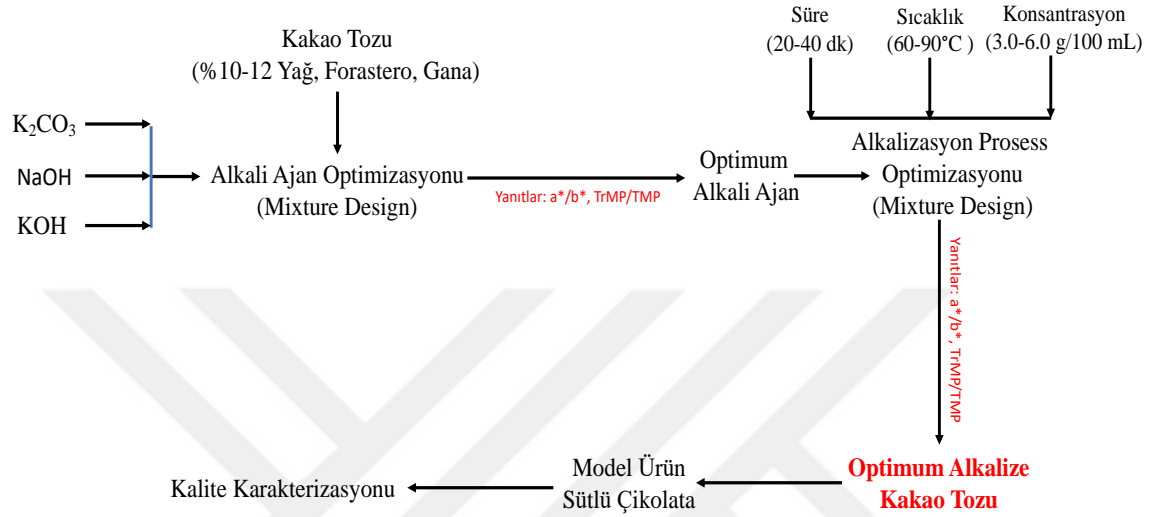 Kakao Tozu
(%10-12 Yağ, Forastero, Gana)
K₂CO₃
NaOH
KOH
Alkali Ajan Optimizasyonu
(Mixture Design)
Yanıtlar: a*/b*, TrMP/TMP
Optimum
Alkali Ajan
Süre
(20-40 dk)
Sıcaklık
(60-90°C )
Konsantrasyon
(3.0-6.0 g/100 mL)
Alkalizasyon Prosess
Optimizasyonu
(Mixture Design)
Yanıtlar: a*/b*, TrMP/TMP
Optimum Alkalize
Kakao Tozu
Model Ürün
Sütlü Çikolata
Kalite Karakterizasyonu